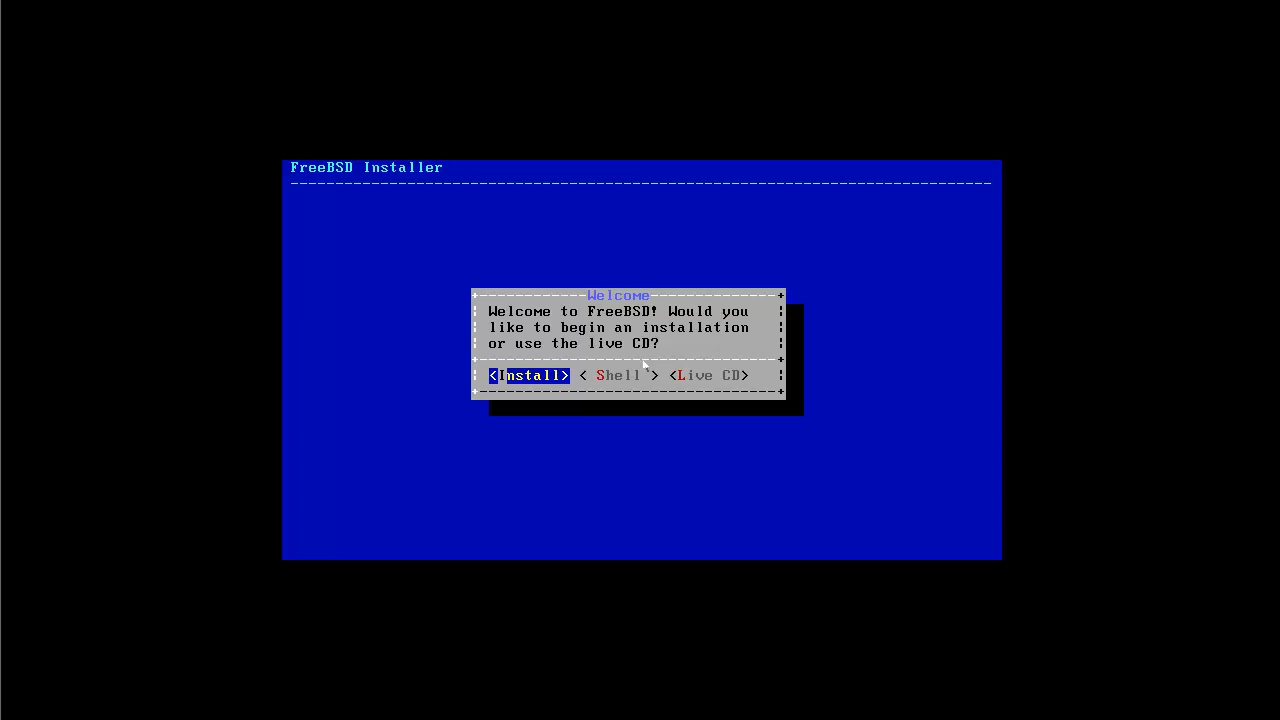 FreeBSD Installer
Welcome
Welcome to FreeBSD! Would you
like to begin an installation
or use the live CD?
<Install> < Shell > <Live CD>